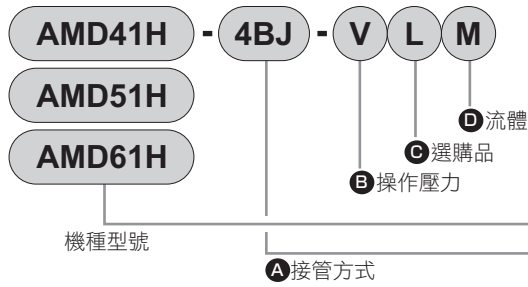 AMD41H - 4BJ - V L M
AMD51H
AMD61H
D流體
C選購品
B操作壓力
機種型號
A接管方式